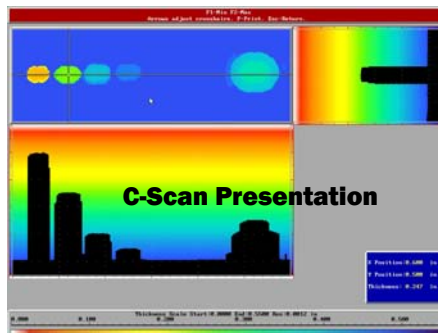 F1-Min F2-Max
Arrows adjust crosshairs. P-Print. Esc-Return.
C-Scan Presentation
X Position:0.600 in
Y Position:0.500 in
Thickness: 0.247 in
Thickness Scale Start:0.0000 End:0.5500 Res:0.0012 in
0.000 0.100 0.200 0.300 0.400 0.500